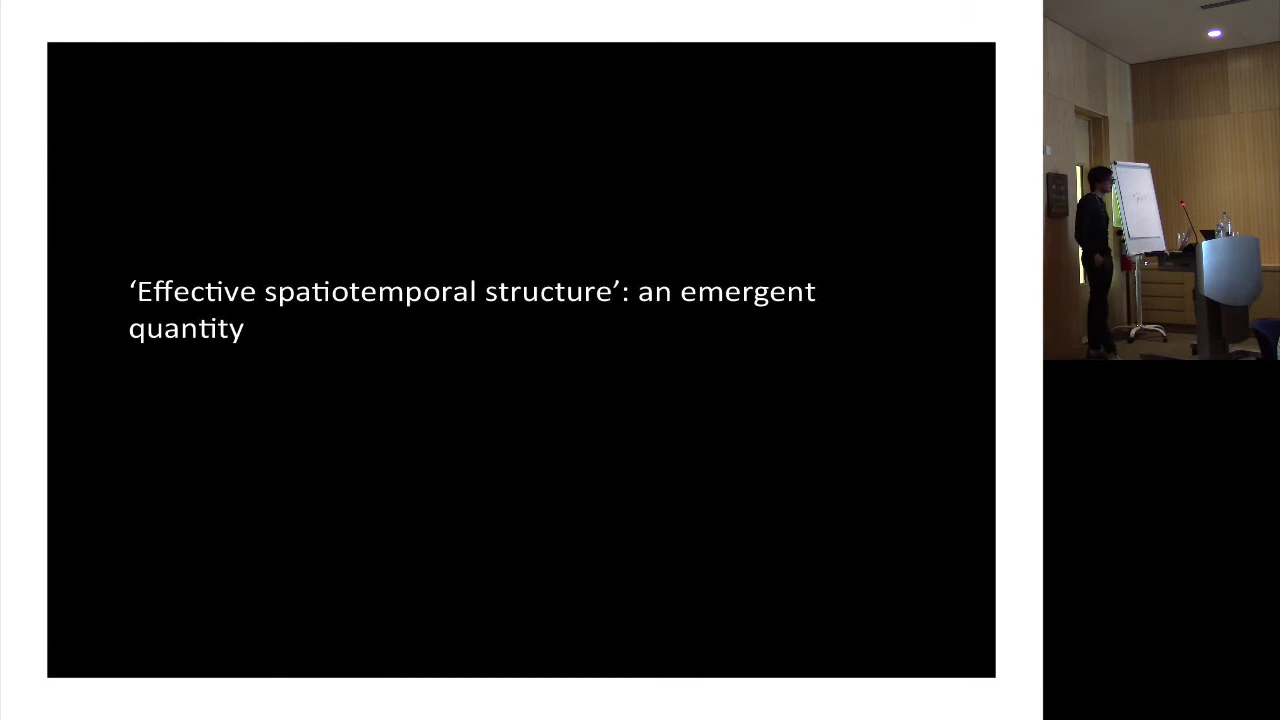 ‘Effective spatiotemporal structure’: an emergent
quantity